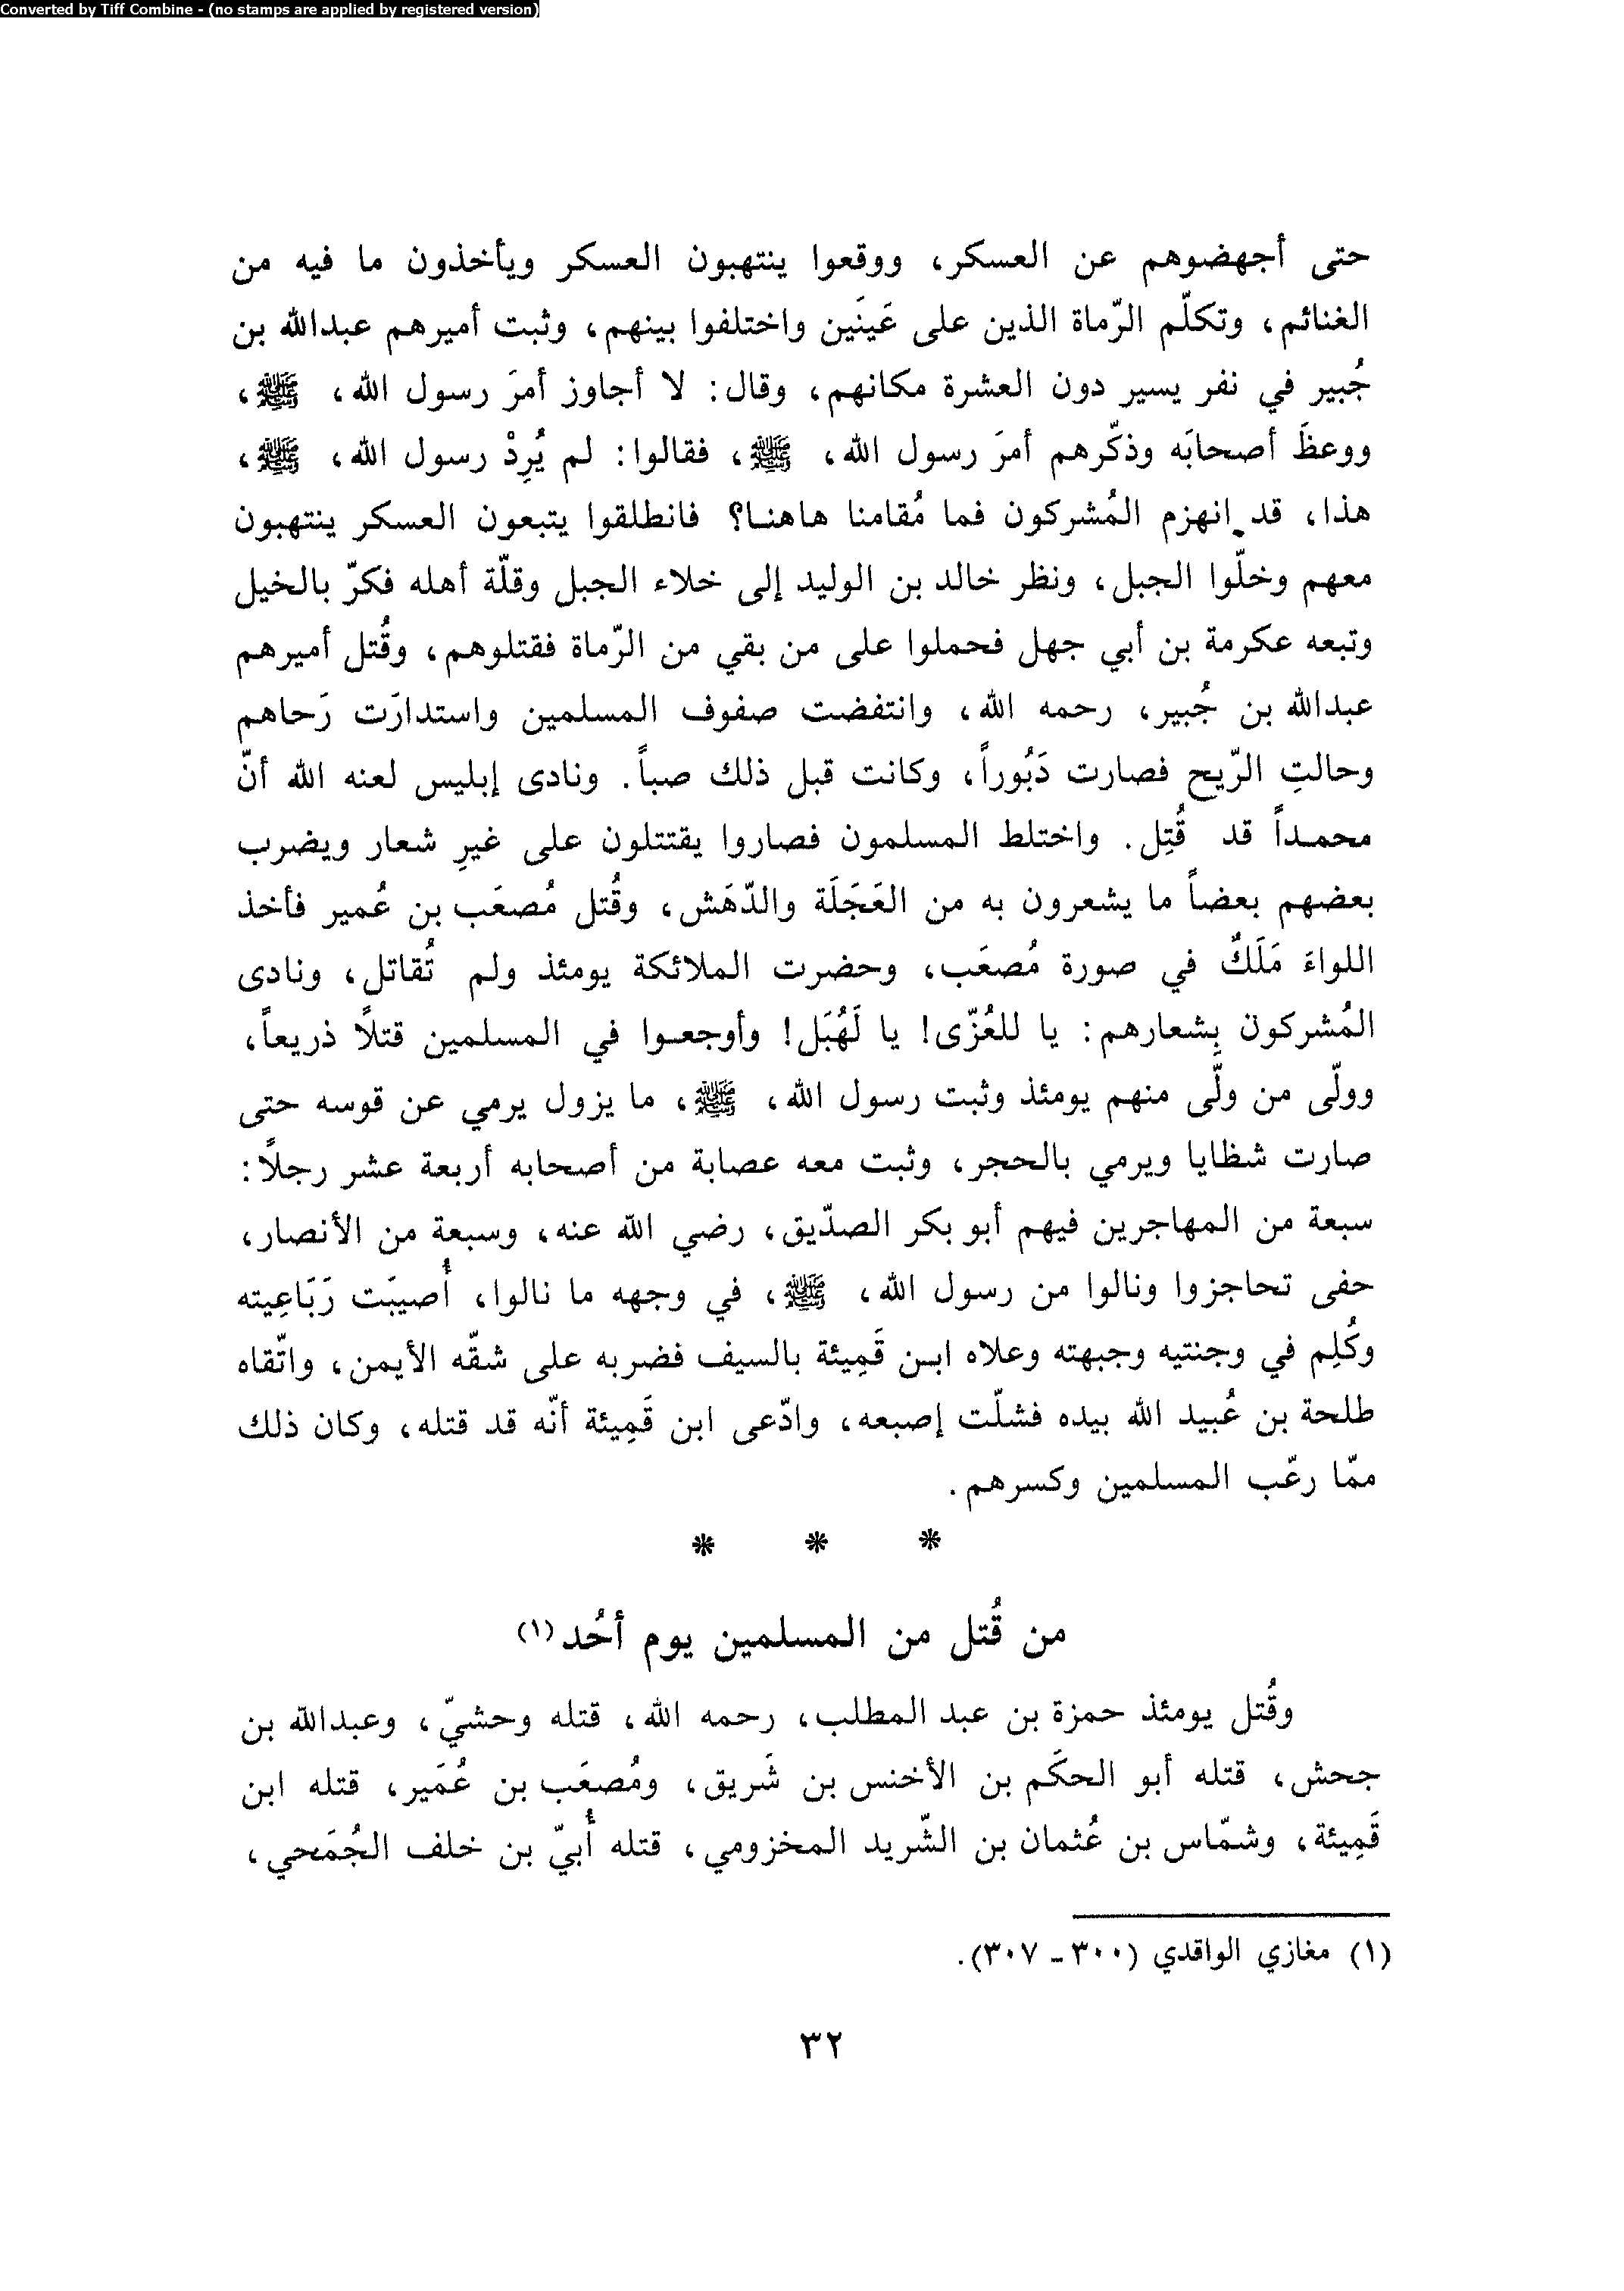 Converted by Tiff Combine - (no stamps are applied by registered version)
حتى أجهضوهم عن العسكر، ووقعوا ينتهبون العسكر ويأخذون ما فيه من
الغنائم، وتكلّم الرّماة الذين على عَينَين واختلفوا بينهم، وثبت أميرهم عبدالله بن
جُبير في نفر يسير دون العشرة مكانهم، وقال: لا أجاوز أمرَ رسول الله، ﷺ،
ووعظَ أصحابَه وذكّرهم أمرَ رسول الله، ﷺ، فقالوا: لم يُرِدْ رسول الله، ﷺ،
هذا، قد انهزم المُشركون فما مُقامنا هاهنا؟ فانطلقوا يتبعون العسكر ينتهبون
معهم وخلّوا الجبل، ونظر خالد بن الوليد إلى خلاء الجبل وقلّة أهله فكرّ بالخيل
وتبعه عكرمة بن أبي جهل فحملوا على من بقي من الرّماة فقتلوهم، وقُتل أميرهم
عبدالله بن جُبير، رحمه الله، وانتفضت صفوف المسلمين واستدارَت رَحاهم
وحالتِ الرّيح فصارت دَبُوراً، وكانت قبل ذلك صباً. ونادى إبليس لعنه الله أنّ
محمداً قد قُتِل. واختلط المسلمون فصاروا يقتتلون على غيرِ شعار ويضرب
بعضهم بعضاً ما يشعرون به من العَجَلَة والدّهَش، وقُتل مُصعَب بن عُمير فأخذ
اللواءَ مَلَكٌ في صورة مُصعَب، وحضرت الملائكة يومئذ ولم تُقاتل، ونادى
المُشركون بِشعارهم: يا للعُزّى! يا لَهُبَل! وأوجعوا في المسلمين قتلًا ذريعاً،
وولّى من ولَّى منهم يومئذ وثبت رسول الله، ﷺ، ما يزول يرمي عن قوسه حتى
صارت شظايا ويرمي بالحجر، وثبت معه عصابة من أصحابه أربعة عشر رجلًا:
سبعة من المهاجرين فيهم أبو بكر الصدّيق، رضي الله عنه، وسبعة من الأنصار،
حفى تحاجزوا ونالوا من رسول الله، ﷺ، في وجهه ما نالوا، أُصيبَت رَبَاعِيته
وكُلِم في وجنتيه وجبهته وعلاه ابن قَمِيئة بالسيف فضربه على شقّه الأيمن، واتّقاه
طلحة بن عُبيد الله بيده فشلّت إصبعه، وادّعى ابن قَمِيئة أنّه قد قتله، وكان ذلك
ممّا رعّب المسلمين وكسرهم.
* * *
من قُتل من المسلمين يوم أحُد (١)
وقُتل يومئذ حمزة بن عبد المطلب، رحمه الله، قتله وحشيّ، وعبدالله بن
جحش، قتله أبو الحكَم بن الأخنس بن شَريق، ومُصعَب بن عُمَير، قتله ابن
قَمِيئة، وشمّاس بن عُثمان بن الشّريد المخزومي، قتله أُبيّ بن خلف الجُمَحي،
(١) مغازي الواقدي (٣٠٠ - ٣٠٧).
٣٢